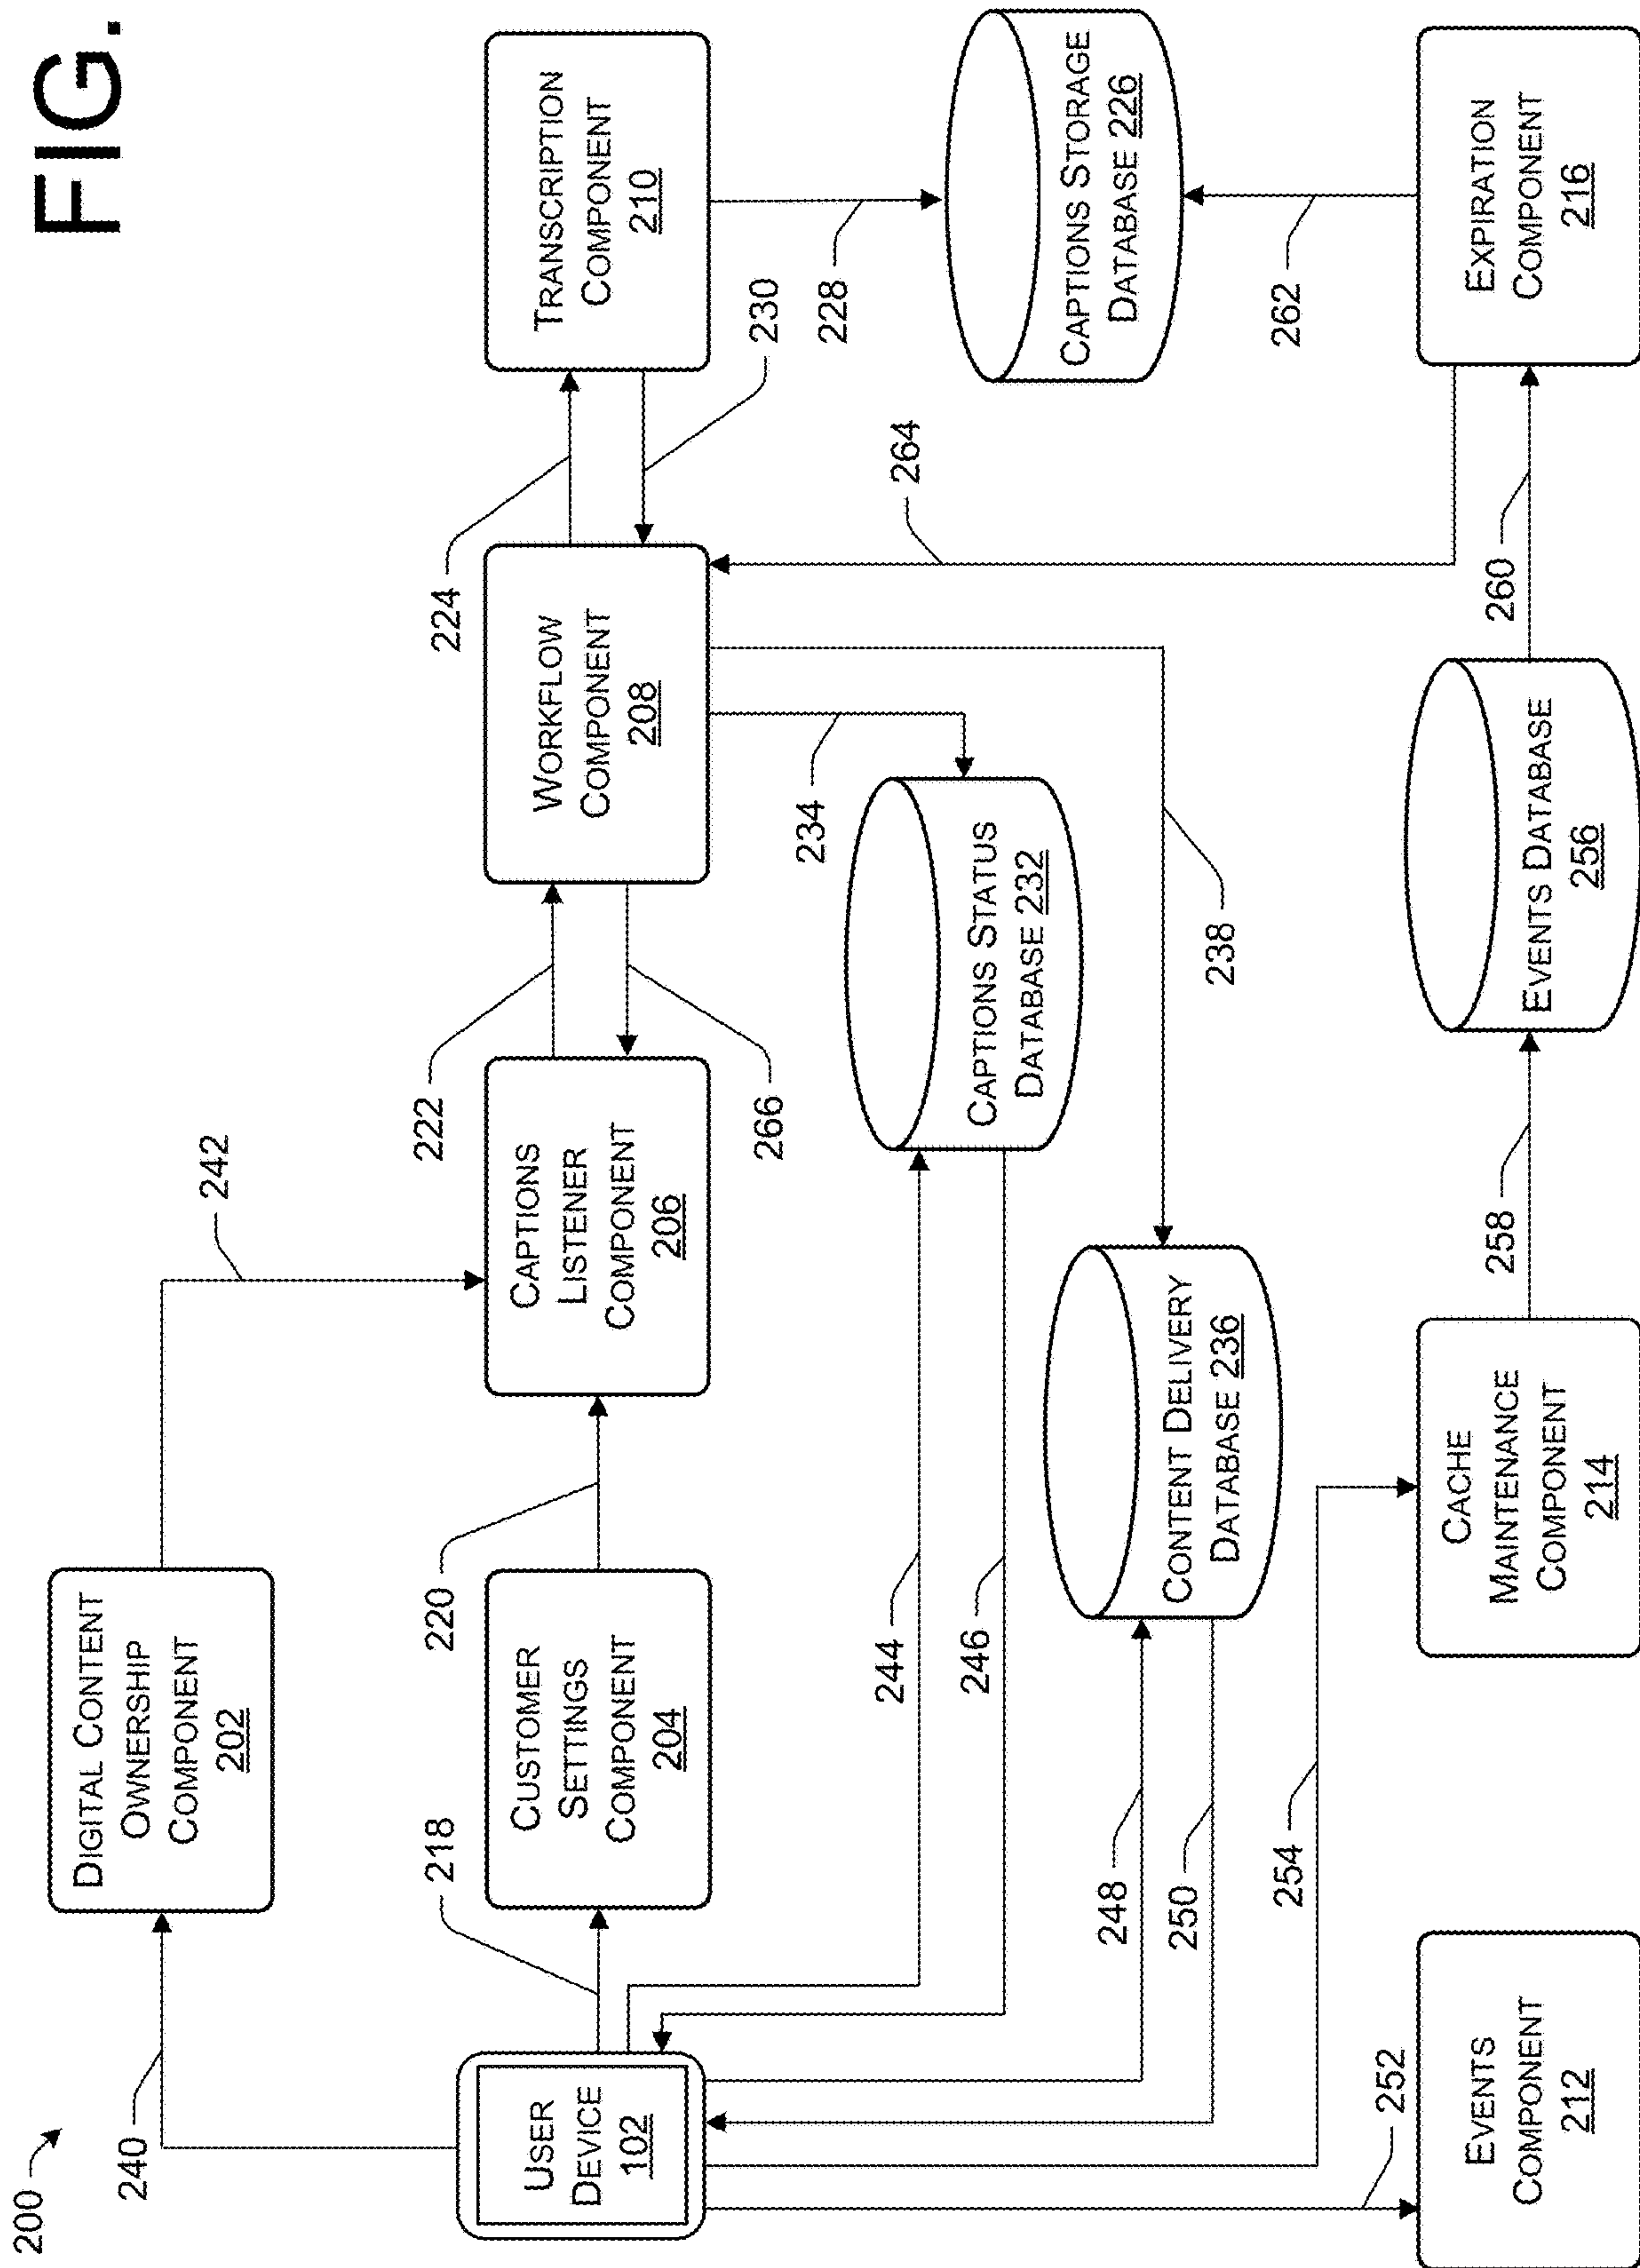 FIG.
200
240
DIGITAL CONTENT
OWNERSHIP
COMPONENT
202
242
USER
DEVICE
102
218
CUSTOMER
SETTINGS
COMPONENT
204
220
CAPTIONS
LISTENER
COMPONENT
206
222
266
WORKFLOW
COMPONENT
208
224
230
TRANSCRIPTION
COMPONENT
210
228
234
244
246
CAPTIONS STATUS
DATABASE 232
264
CAPTIONS STORAGE
DATABASE 226
248
250
CONTENT DELIVERY
DATABASE 236
238
262
254
252
EVENTS
COMPONENT
212
CACHE
MAINTENANCE
COMPONENT
214
258
EVENTS DATABASE
256
260
EXPIRATION
COMPONENT
216